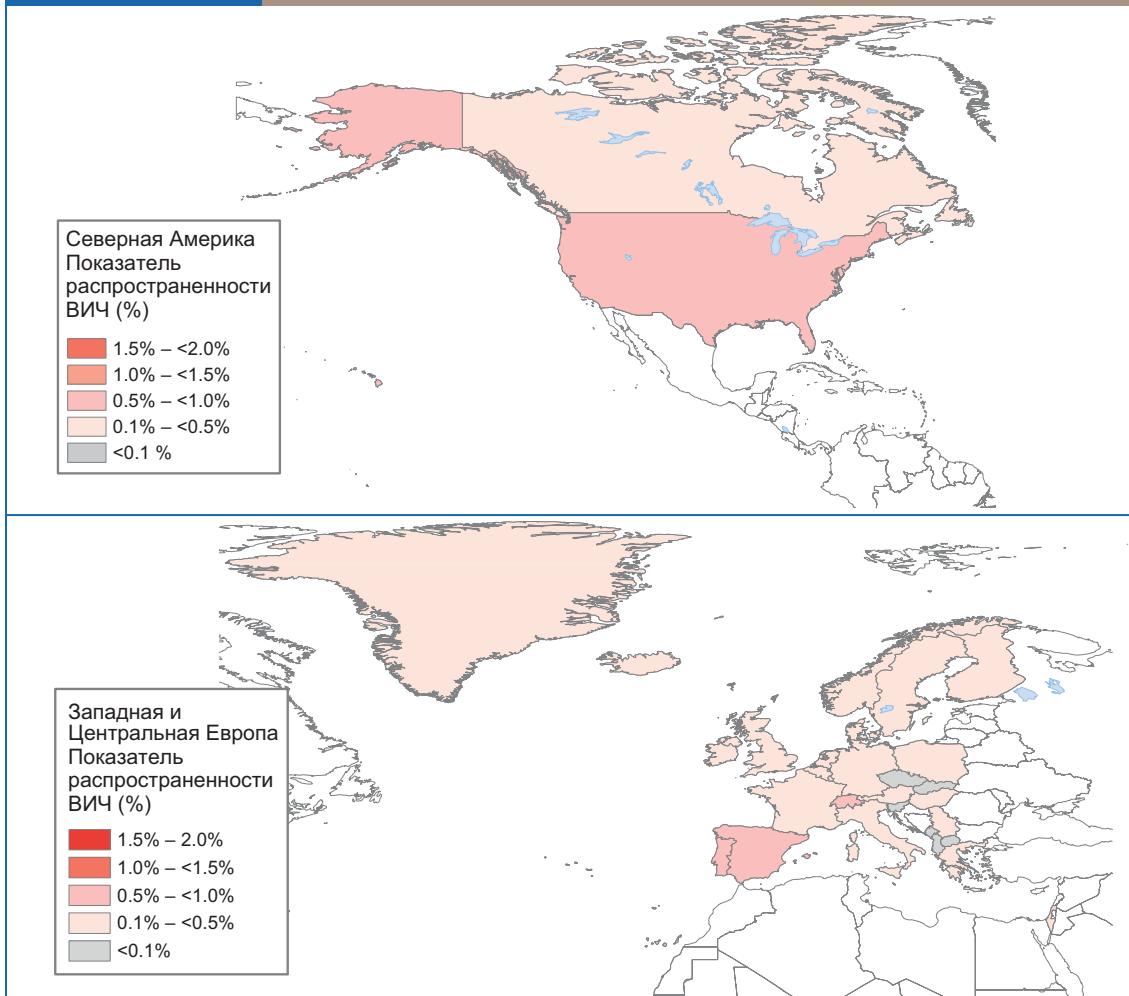 Северная Америка
Показатель
распространенности
ВИЧ (%)
1.5% – <2.0%
1.0% – <1.5%
0.5% – <1.0%
0.1% – <0.5%
<0.1 %
Западная и
Центральная Европа
Показатель
распространенности
ВИЧ (%)
1.5% – 2.0%
1.0% – <1.5%
0.5% – <1.0%
0.1% – <0.5%
<0.1%